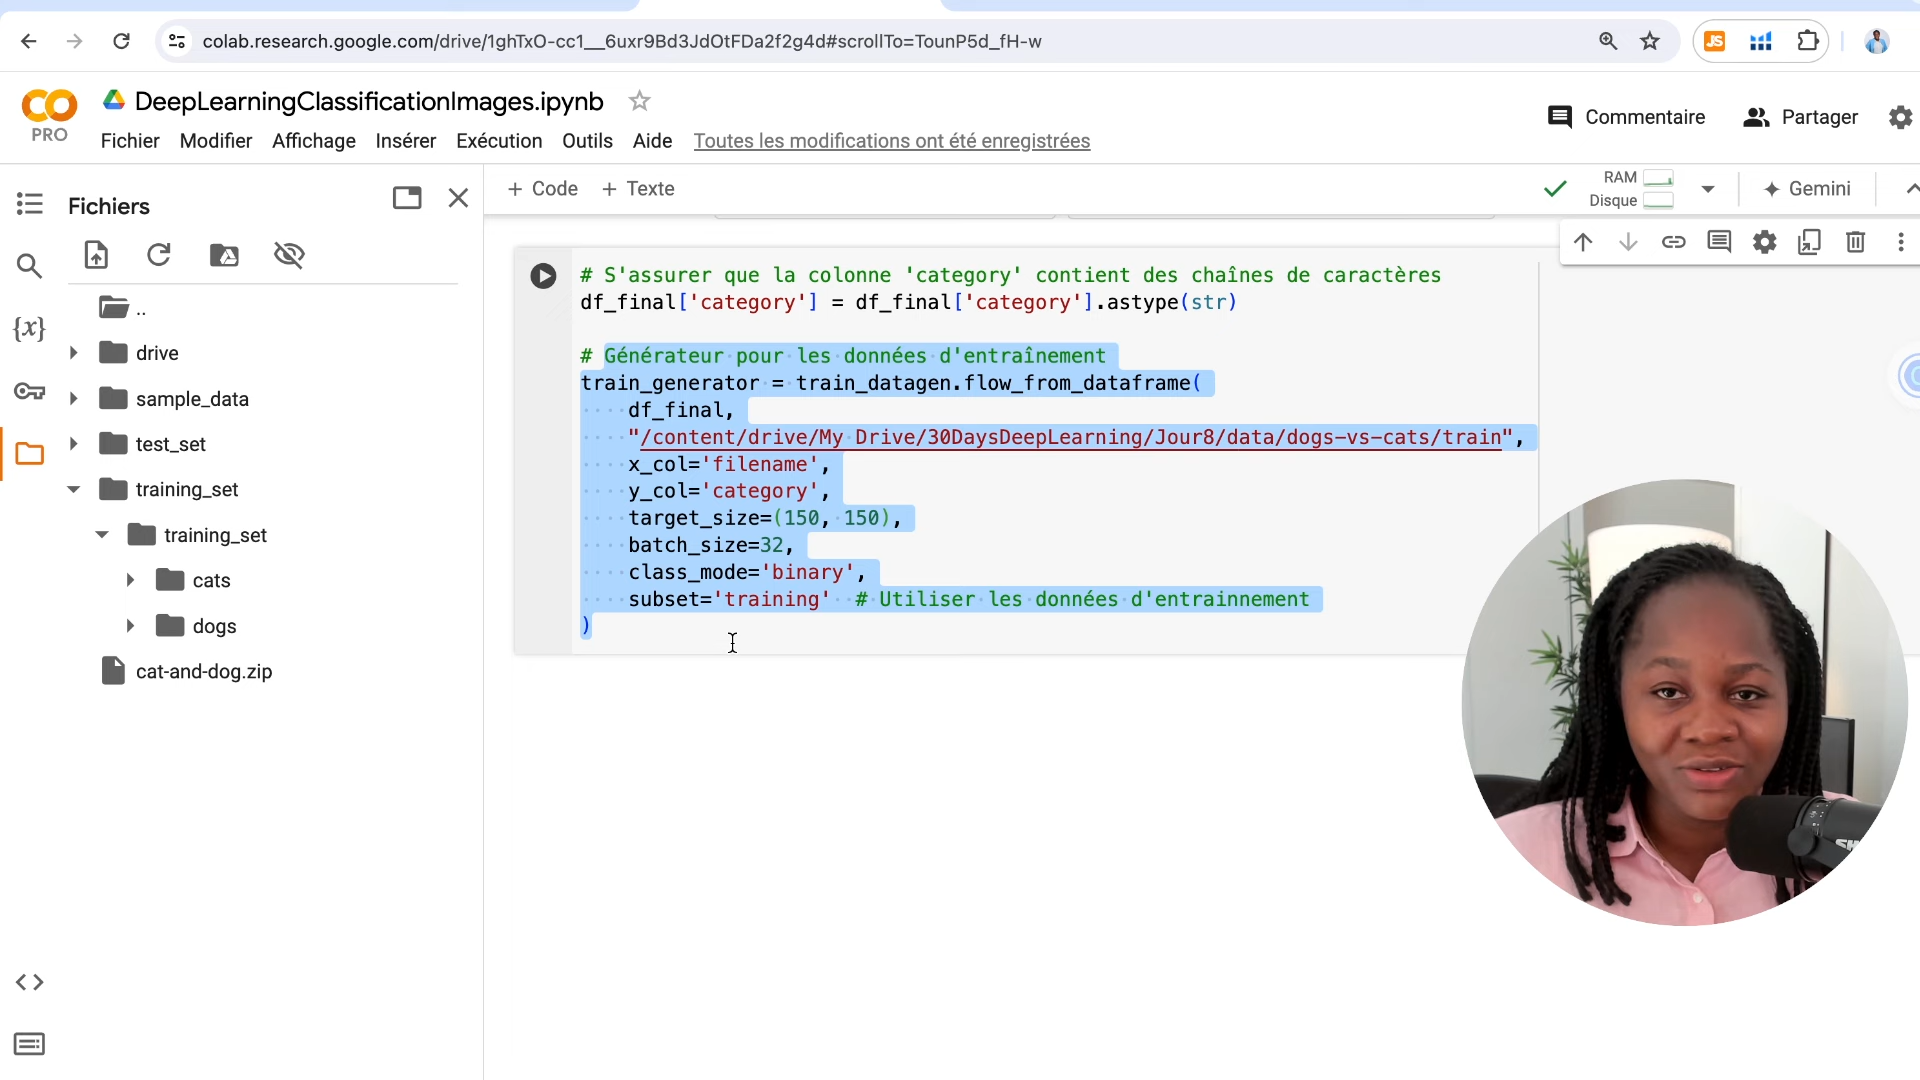 colab.research.google.com/drive/1ghTxO-cc1__6uxr9Bd3JdOtFDa2f2g4d#scrollTo=TounP5d_fH-w
JS
CO
PRO
DeepLearningClassificationImages.ipynb
Fichier Modifier Affichage Insérer Exécution Outils Aide Toutes les modifications ont été enregistrées
Commentaire Partager
Fichiers
+ Code + Texte
RAM
Disque
Gemini
{x}
..
drive
sample_data
test_set
training_set
training_set
cats
dogs
cat-and-dog.zip
# S'assurer que la colonne 'category' contient des chaînes de caractères
df_final['category'] = df_final['category'].astype(str)
# Générateur pour les données d'entraînement
train_generator = train_datagen.flow_from_dataframe(
df_final,
"/content/drive/My Drive/30DaysDeepLearning/Jour8/data/dogs-vs-cats/train",
x_col='filename',
y_col='category',
target_size=(150, 150),
batch_size=32,
class_mode='binary',
subset='training' # Utiliser les données d'entrainnement
)